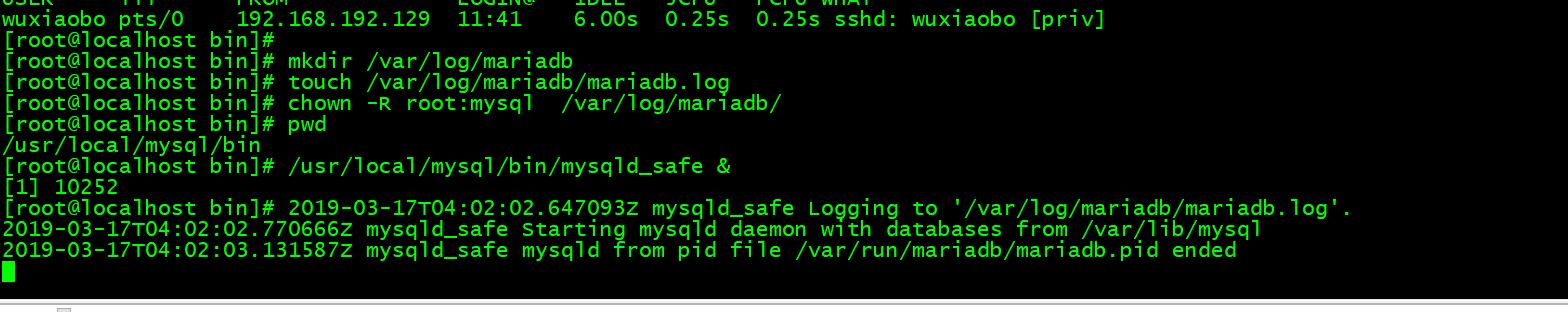 wuxiaobo pts/0    192.168.192.129  11:41    6.00s  0.25s  0.25s sshd: wuxiaobo [priv]
[root@localhost bin]#
[root@localhost bin]# mkdir /var/log/mariadb
[root@localhost bin]# touch /var/log/mariadb/mariadb.log
[root@localhost bin]# chown -R root:mysql  /var/log/mariadb/
[root@localhost bin]# pwd
/usr/local/mysql/bin
[root@localhost bin]# /usr/local/mysql/bin/mysqld_safe &
[1] 10252
[root@localhost bin]# 2019-03-17T04:02:02.647093Z mysqld_safe Logging to '/var/log/mariadb/mariadb.log'.
2019-03-17T04:02:02.770666Z mysqld_safe Starting mysqld daemon with databases from /var/lib/mysql
2019-03-17T04:02:03.131587Z mysqld_safe mysqld from pid file /var/run/mariadb/mariadb.pid ended